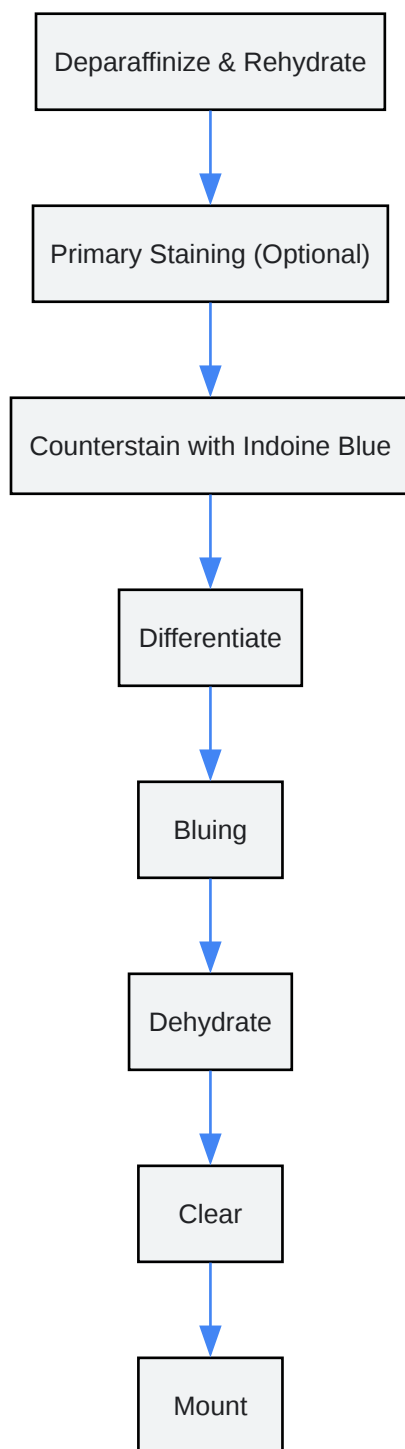 Deparaffinize & Rehydrate
Primary Staining (Optional)
Counterstain with Indoine Blue
Differentiate
Bluing
Dehydrate
Clear
Mount